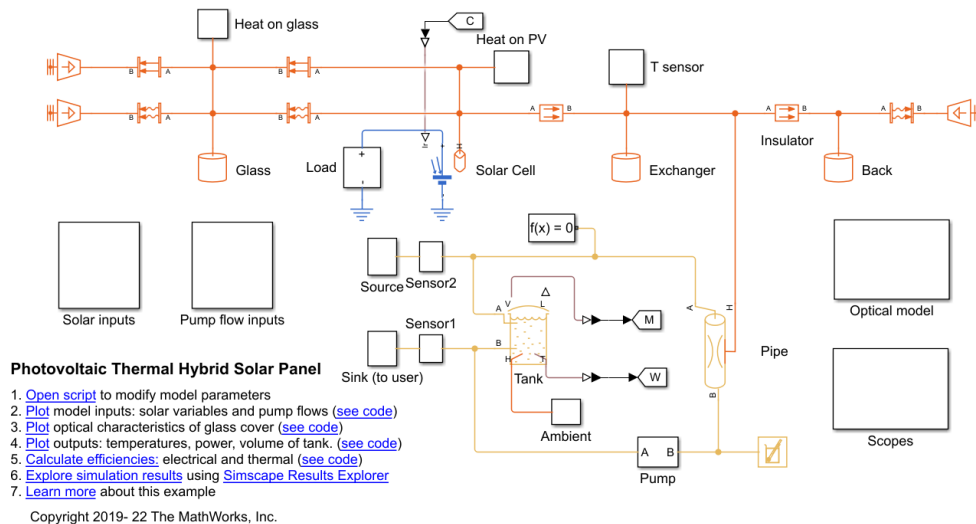 Heat on glass
C
Heat on PV
T sensor
B A
B A
B A
B A
A B
A B
Insulator
Load
+
-
Ir
+
-
H
Glass
Solar Cell
Exchanger
Back
f(x) = 0
Source
Sensor2
A
V
L
M
A
H
Solar inputs
Pump flow inputs
Optical model
Sensor1
B
H
T
Sink (to user)
Tank
W
Pipe
B
Photovoltaic Thermal Hybrid Solar Panel
1. Open script to modify model parameters
2. Plot model inputs: solar variables and pump flows (see code)
3. Plot optical characteristics of glass cover (see code)
4. Plot outputs: temperatures, power, volume of tank. (see code)
5. Calculate efficiencies: electrical and thermal (see code)
6. Explore simulation results using Simscape Results Explorer
7. Learn more about this example
Ambient
Scopes
A B
Pump
Copyright 2019- 22 The MathWorks, Inc.